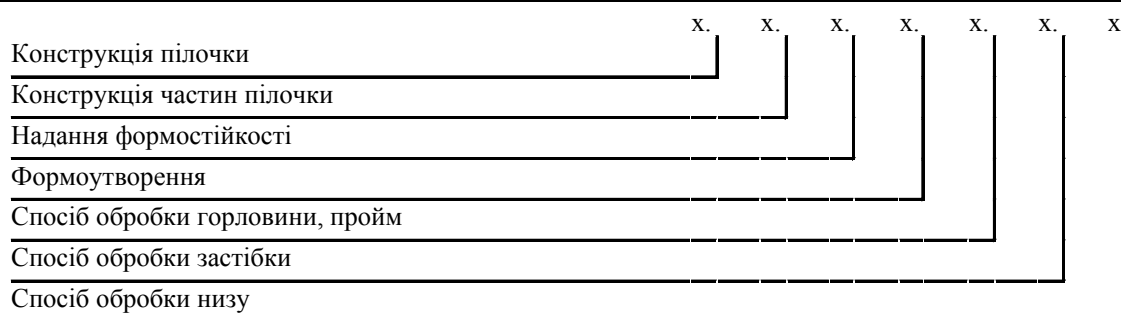 х. х. х. х. х. х. х
Конструкція пілочки
Конструкція частин пілочки
Надання формостійкості
Формоутворення
Спосіб обробки горловини, пройм
Спосіб обробки застібки
Спосіб обробки низу